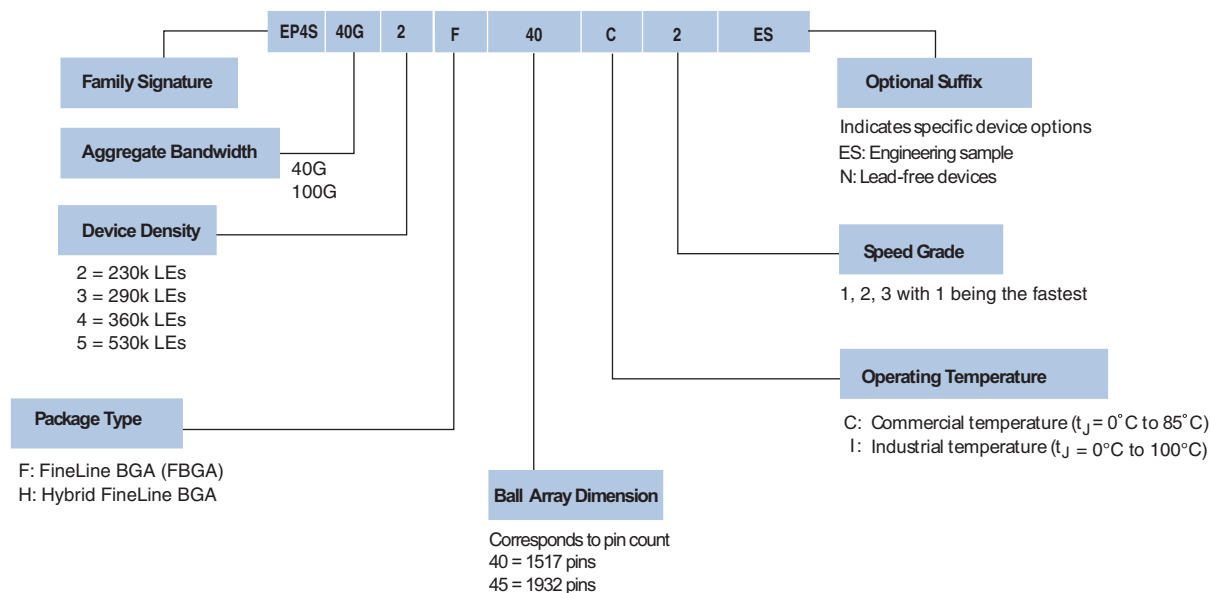 EP4S 40G 2 F 40 C 2 ES
Family Signature
Aggregate Bandwidth
40G
100G
Device Density
2 = 230k LEs
3 = 290k LEs
4 = 360k LEs
5 = 530k LEs
Package Type
F: FineLine BGA (FBGA)
H: Hybrid FineLine BGA
Ball Array Dimension
Corresponds to pin count
40 = 1517 pins
45 = 1932 pins
Optional Suffix
Indicates specific device options
ES: Engineering sample
N: Lead-free devices
Speed Grade
1, 2, 3 with 1 being the fastest
Operating Temperature
C: Commercial temperature (tJ = 0˚C to 85˚C)
I: Industrial temperature (tJ = 0°C to 100°C)